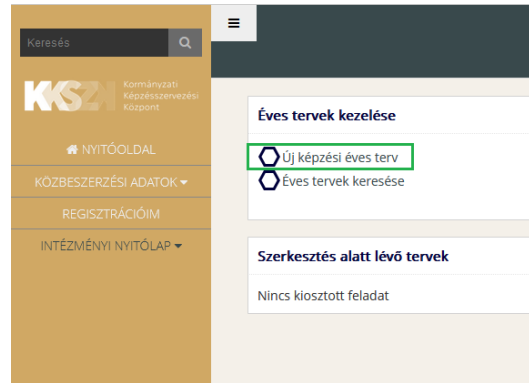 Keresés
KKSZK
Kormányzati
Képzésszervezési
Központ
NYITÓOLDAL
KÖZBESZERZÉSI ADATOK
REGISZTRÁCIÓIM
INTÉZMÉNYI NYITÓLAP
Éves tervek kezelése
Új képzési éves terv
Éves tervek keresése
Szerkesztés alatt lévő tervek
Nincs kiosztott feladat